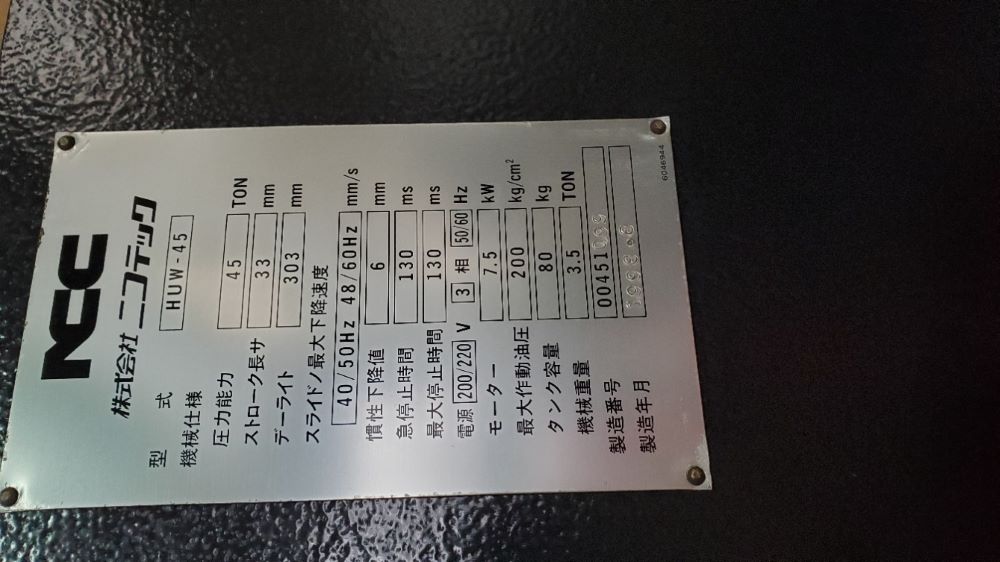 NCC
株式会社 ニコテック
型 式 HUW-45
機械仕様
圧力能力 45 TON
ストローク長サ 33 mm
デーライト 303 mm
スライドノ最大下降速度
40/50Hz 48/60Hz mm/s
慣性下降値 6 mm
急停止時間 130 ms
最大停止時間 130 ms
電源 200/220 V 3 相 50/60 Hz
モーター 7.5 kW
最大作動油圧 200 kg/cm²
タンク容量 80 kg
機械重量 3.5 TON
製造番号
製造年月
6046944